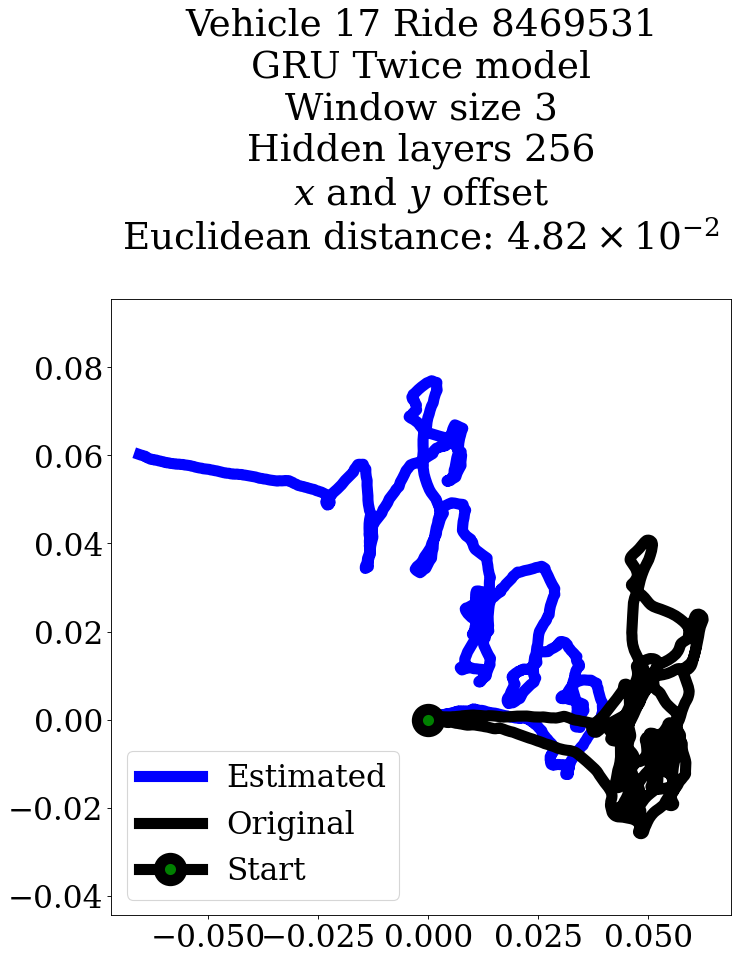 Vehicle 17 Ride 8469531
GRU Twice model
Window size 3
Hidden layers 256
x and y offset
Euclidean distance: 4.82 × 10⁻²
0.08
0.06
0.04
0.02
0.00
−0.02
−0.04
Estimated
Original
Start
−0.050 −0.025 0.000 0.025 0.050